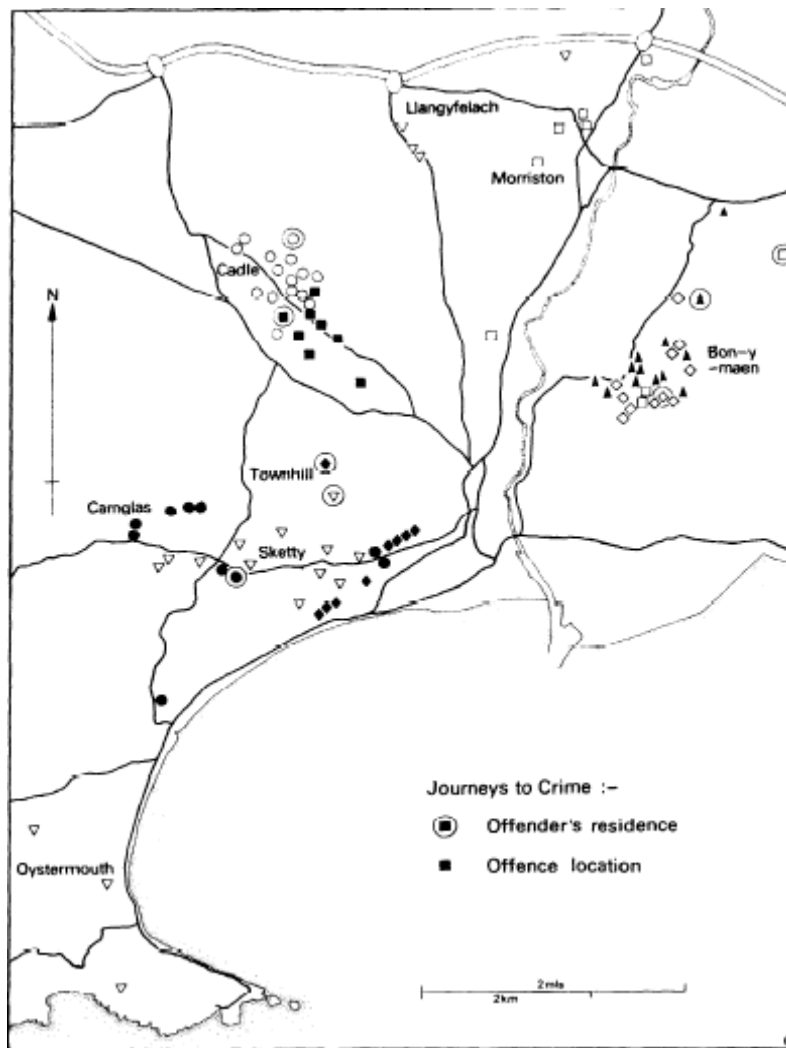 Llangyfelach
Morriston
Cadle
N
Bon-y
-maen
Townhill
Carnglas
Sketty
Journeys to Crime :-
Offender's residence
Oystermouth
Offence location
2mls
2km